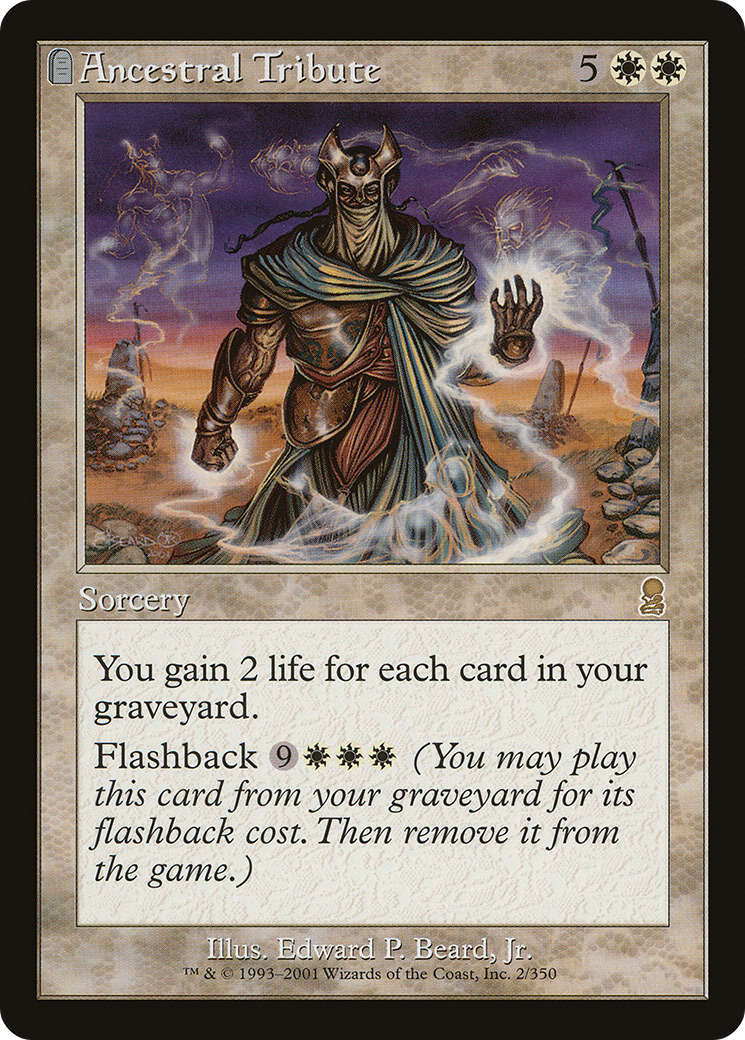 Ancestral Tribute 5
Sorcery
You gain 2 life for each card in your
graveyard.
Flashback 9 (You may play
this card from your graveyard for its
flashback cost. Then remove it from
the game.)
Illus. Edward P. Beard, Jr.
™ & © 1993–2001 Wizards of the Coast, Inc. 2/350